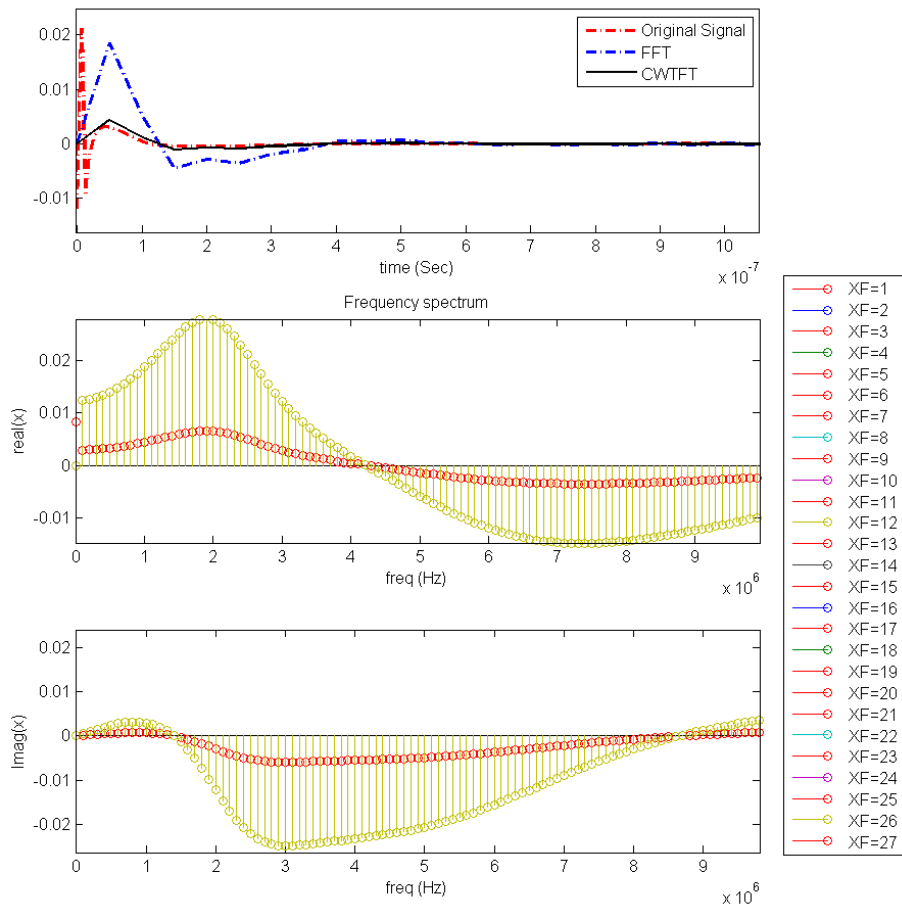 0.02
0.01
0
-0.01
Original Signal
FFT
CWTFT
0 1 2 3 4 5 6 7 8 9 10
time (Sec)
x 10-7
Frequency spectrum
real(x)
0.02
0.01
0
-0.01
0 1 2 3 4 5 6 7 8 9
freq (Hz)
x 10 6
Imag(x)
0.02
0.01
0
-0.01
-0.02
0 1 2 3 4 5 6 7 8 9
freq (Hz)
x 10 6
XF=1
XF=2
XF=3
XF=4
XF=5
XF=6
XF=7
XF=8
XF=9
XF=10
XF=11
XF=12
XF=13
XF=14
XF=15
XF=16
XF=17
XF=18
XF=19
XF=20
XF=21
XF=22
XF=23
XF=24
XF=25
XF=26
XF=27